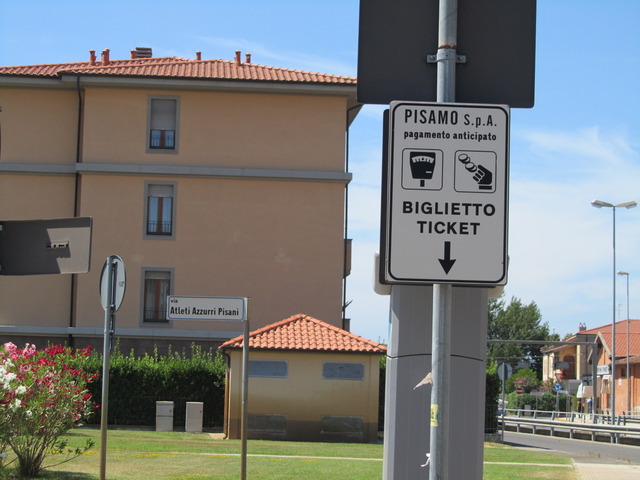 PISAMO S.p.A.
pagamento anticipato
BIGLIETTO
TICKET
via
Atleti Azzurri Pisani